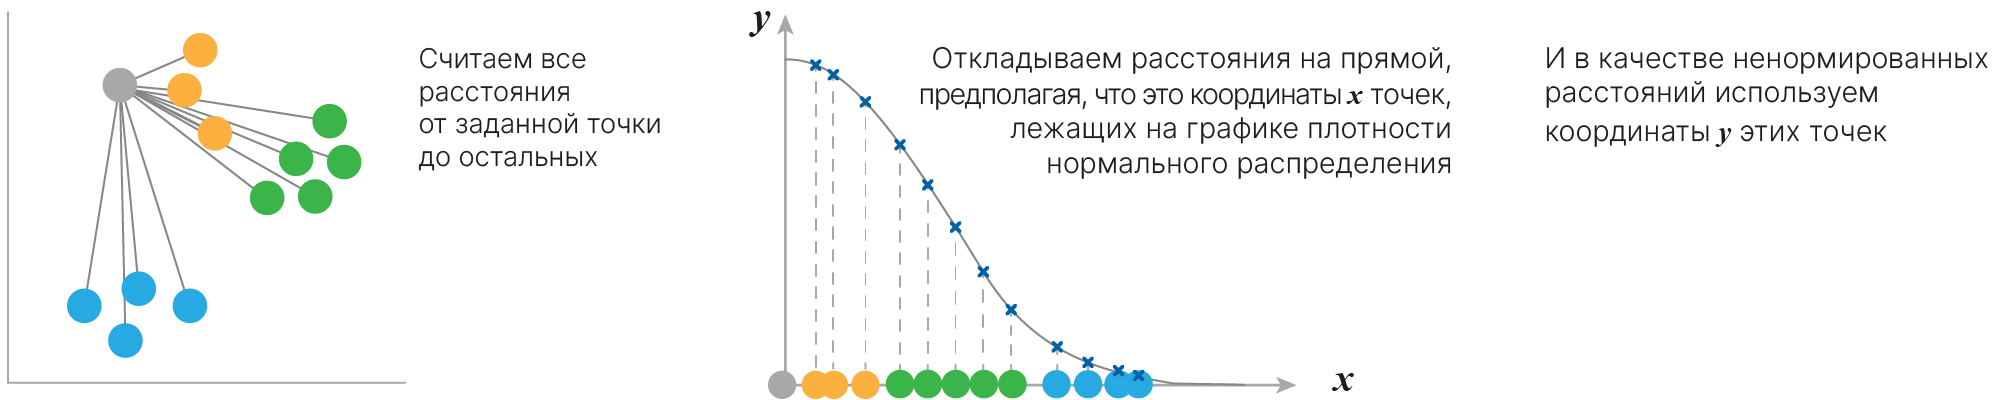 Считаем все
расстояния
от заданной точки
до остальных
y
Откладываем расстояния на прямой,
предполагая, что это координаты x точек,
лежащих на графике плотности
нормального распределения
x
И в качестве ненормированных
расстояний используем
координаты y этих точек